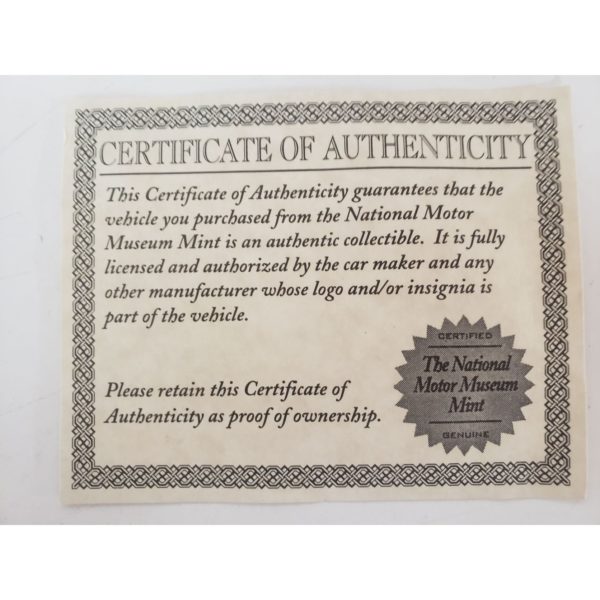 CERTIFICATE OF AUTHENTICITY
This Certificate of Authenticity guarantees that the
vehicle you purchased from the National Motor
Museum Mint is an authentic collectible. It is fully
licensed and authorized by the car maker and any
other manufacturer whose logo and/or insignia is
part of the vehicle.
Please retain this Certificate of
Authenticity as proof of ownership.
CERTIFIED
The National
Motor Museum
Mint
GENUINE